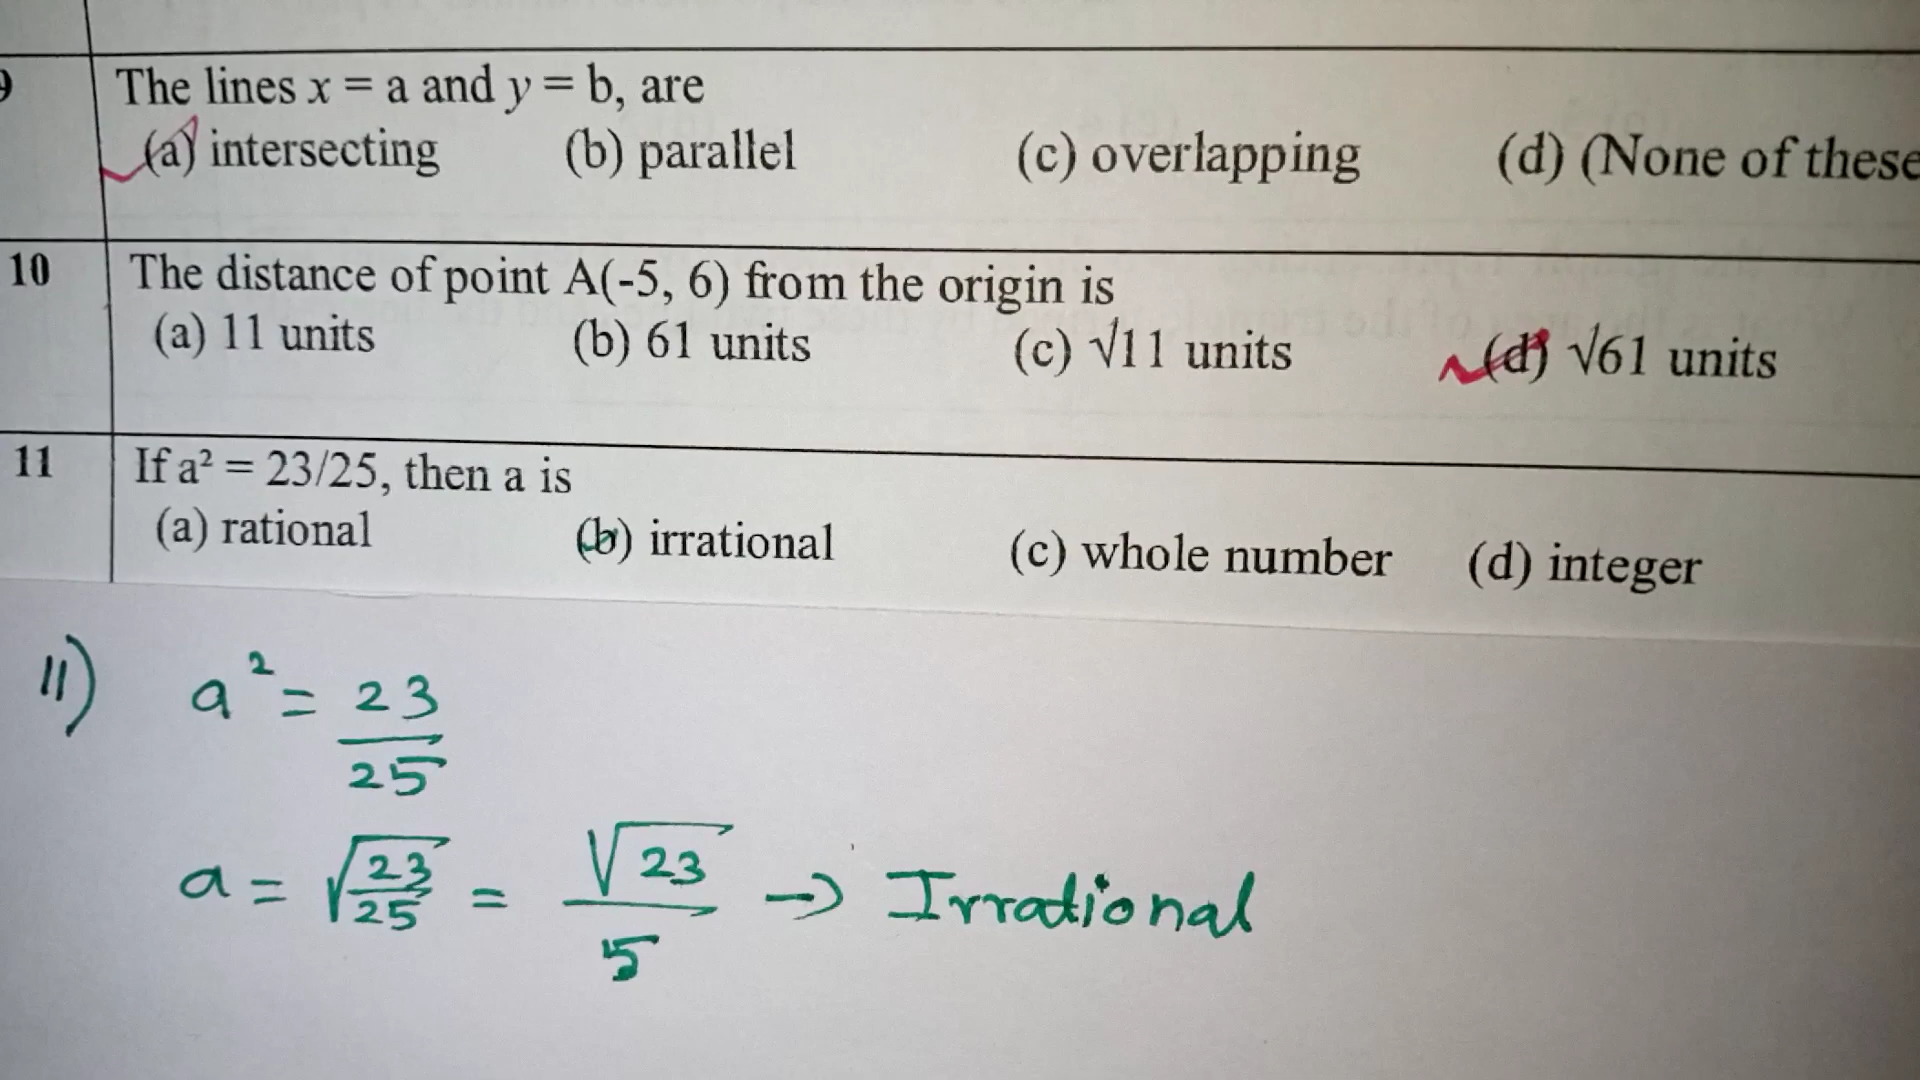 9 The lines x = a and y = b, are
(a) intersecting (b) parallel (c) overlapping (d) (None of these
10 The distance of point A(-5, 6) from the origin is
(a) 11 units (b) 61 units (c) √11 units (d) √61 units
11 If a² = 23/25, then a is
(a) rational (b) irrational (c) whole number (d) integer
11) a² = 23/25
a = √23/25 = √23/5 → Irrational